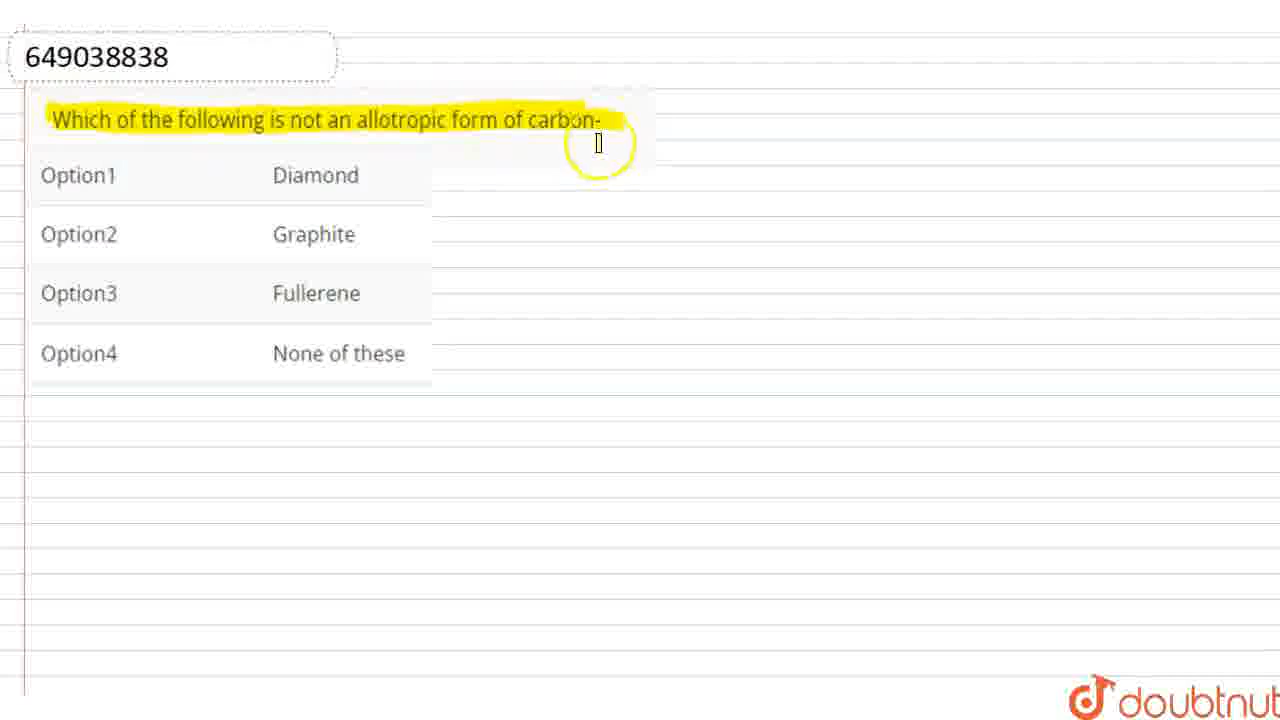 649038838
Which of the following is not an allotropic form of carbon-
Option1 Diamond
Option2 Graphite
Option3 Fullerene
Option4 None of these
doubtnut